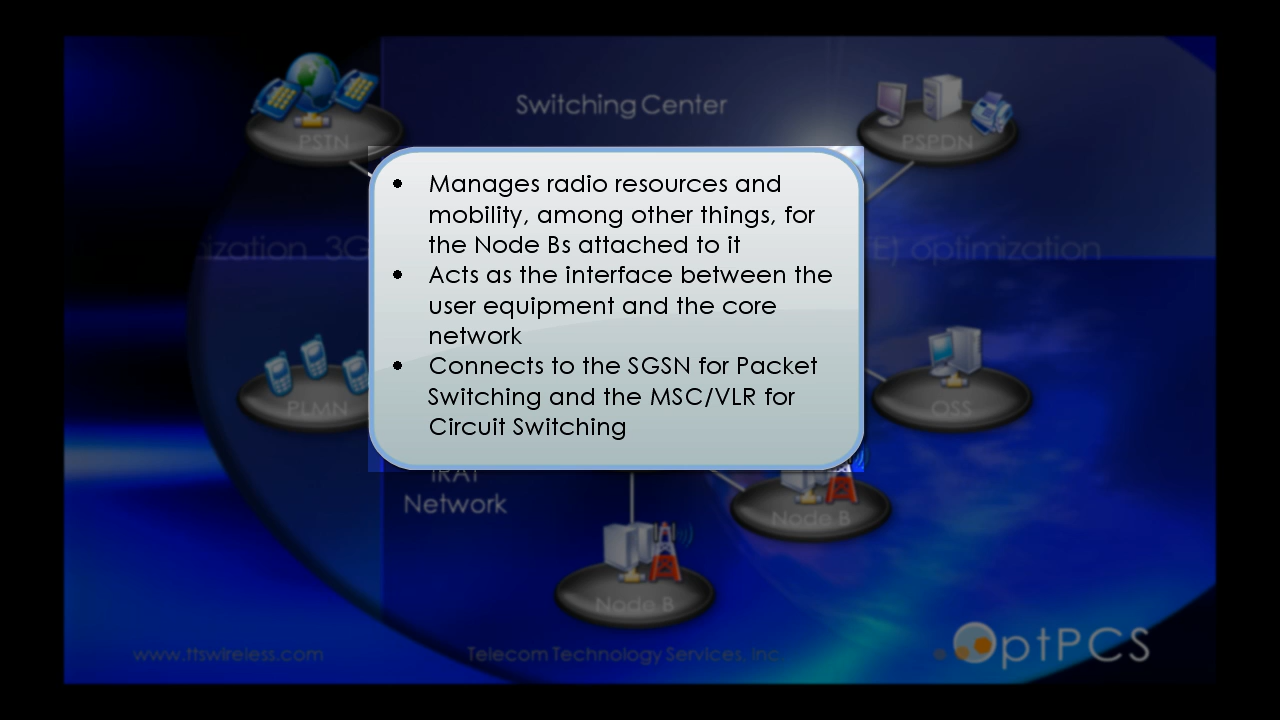 Switching Center
PSTN
PSPDN
• Manages radio resources and
mobility, among other things, for
the Node Bs attached to it
• Acts as the interface between the
user equipment and the core
network
• Connects to the SGSN for Packet
Switching and the MSC/VLR for
Circuit Switching
3G
optimization
PLMN
OSS
Network
Node B
Node B
www.ttswireless.com
Telecom Technology Services, Inc.
OptPCS